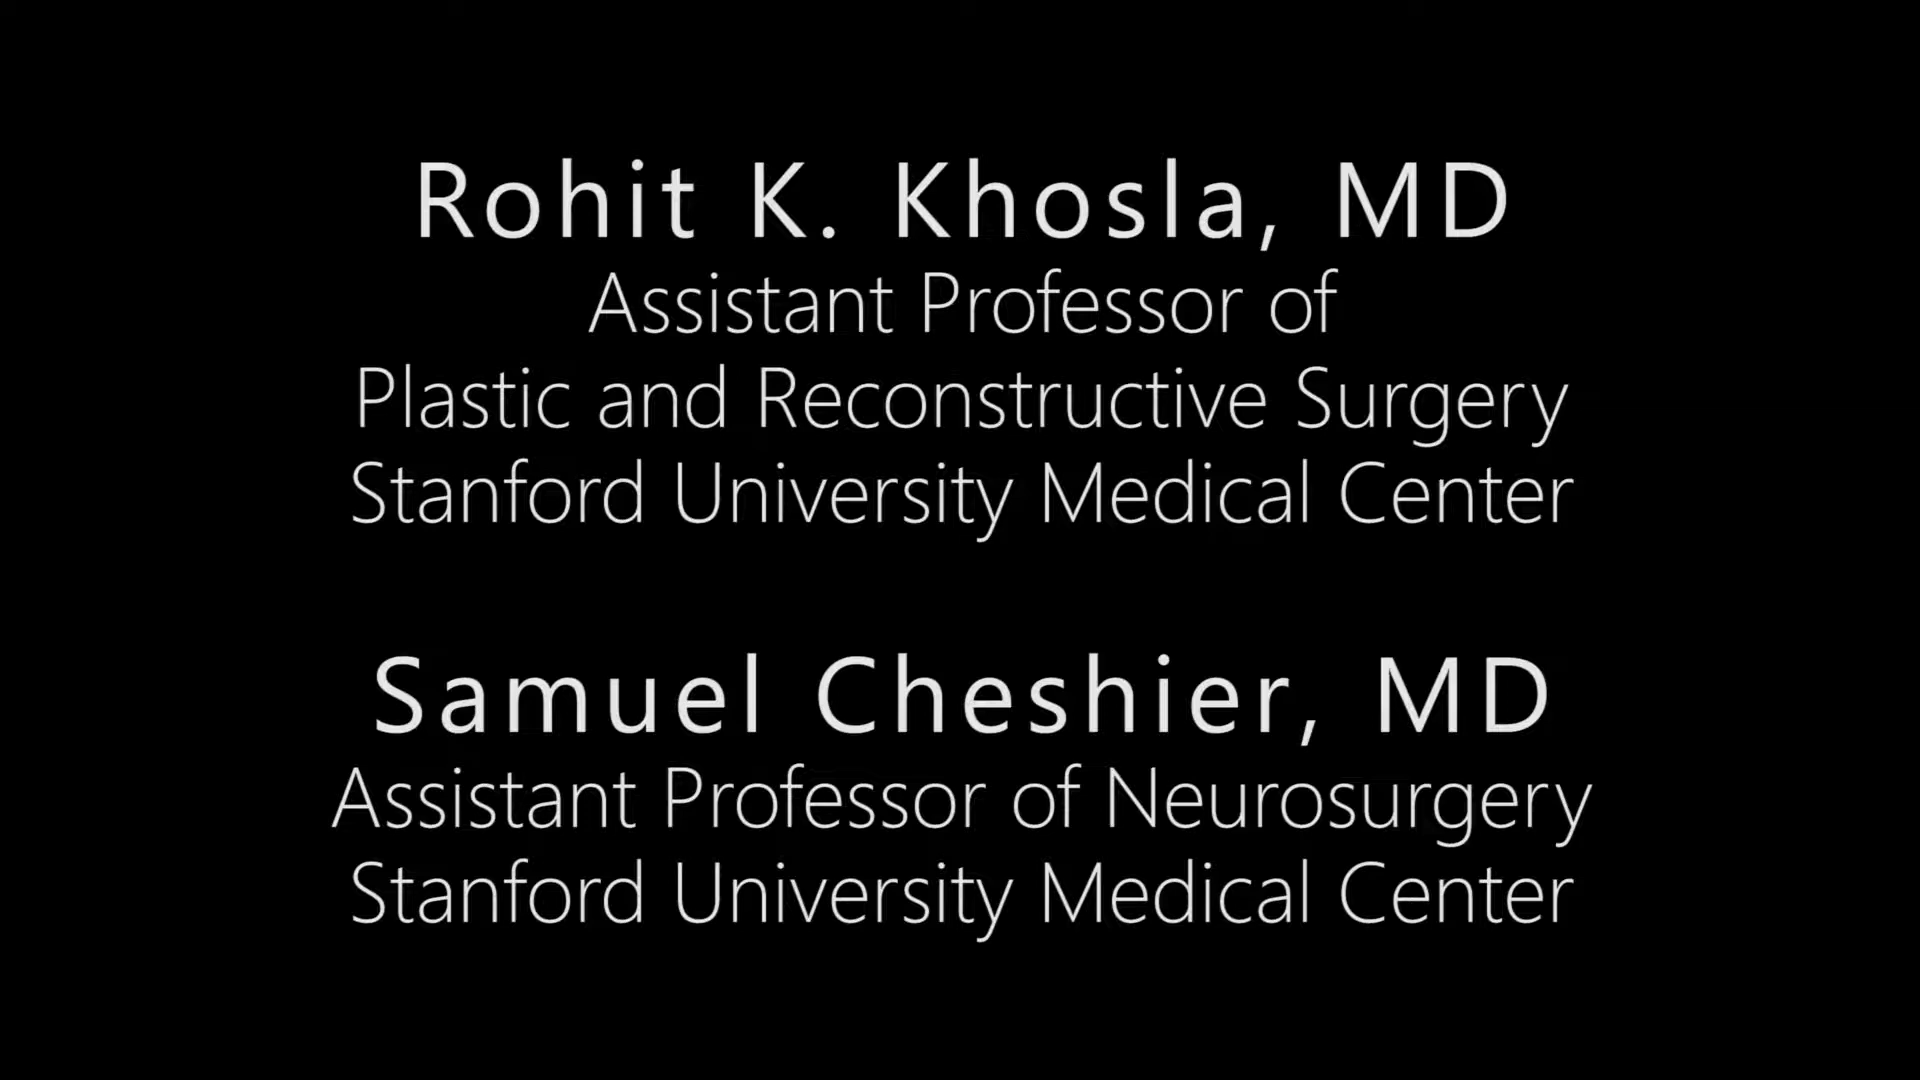 Rohit K. Khosla, MD
Assistant Professor of
Plastic and Reconstructive Surgery
Stanford University Medical Center
Samuel Cheshier, MD
Assistant Professor of Neurosurgery
Stanford University Medical Center